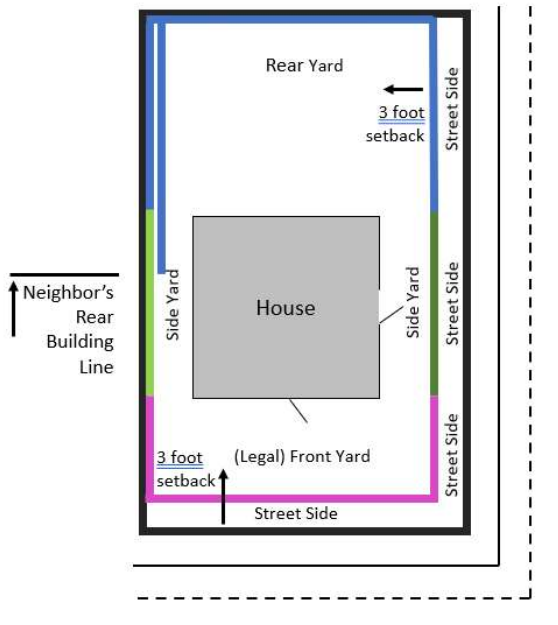 Rear Yard
3 foot
setback
Street Side
Neighbor's
Rear
Building
Line
Side Yard
House
Side Yard
Street Side
3 foot
setback
(Legal) Front Yard
Street Side
Street Side